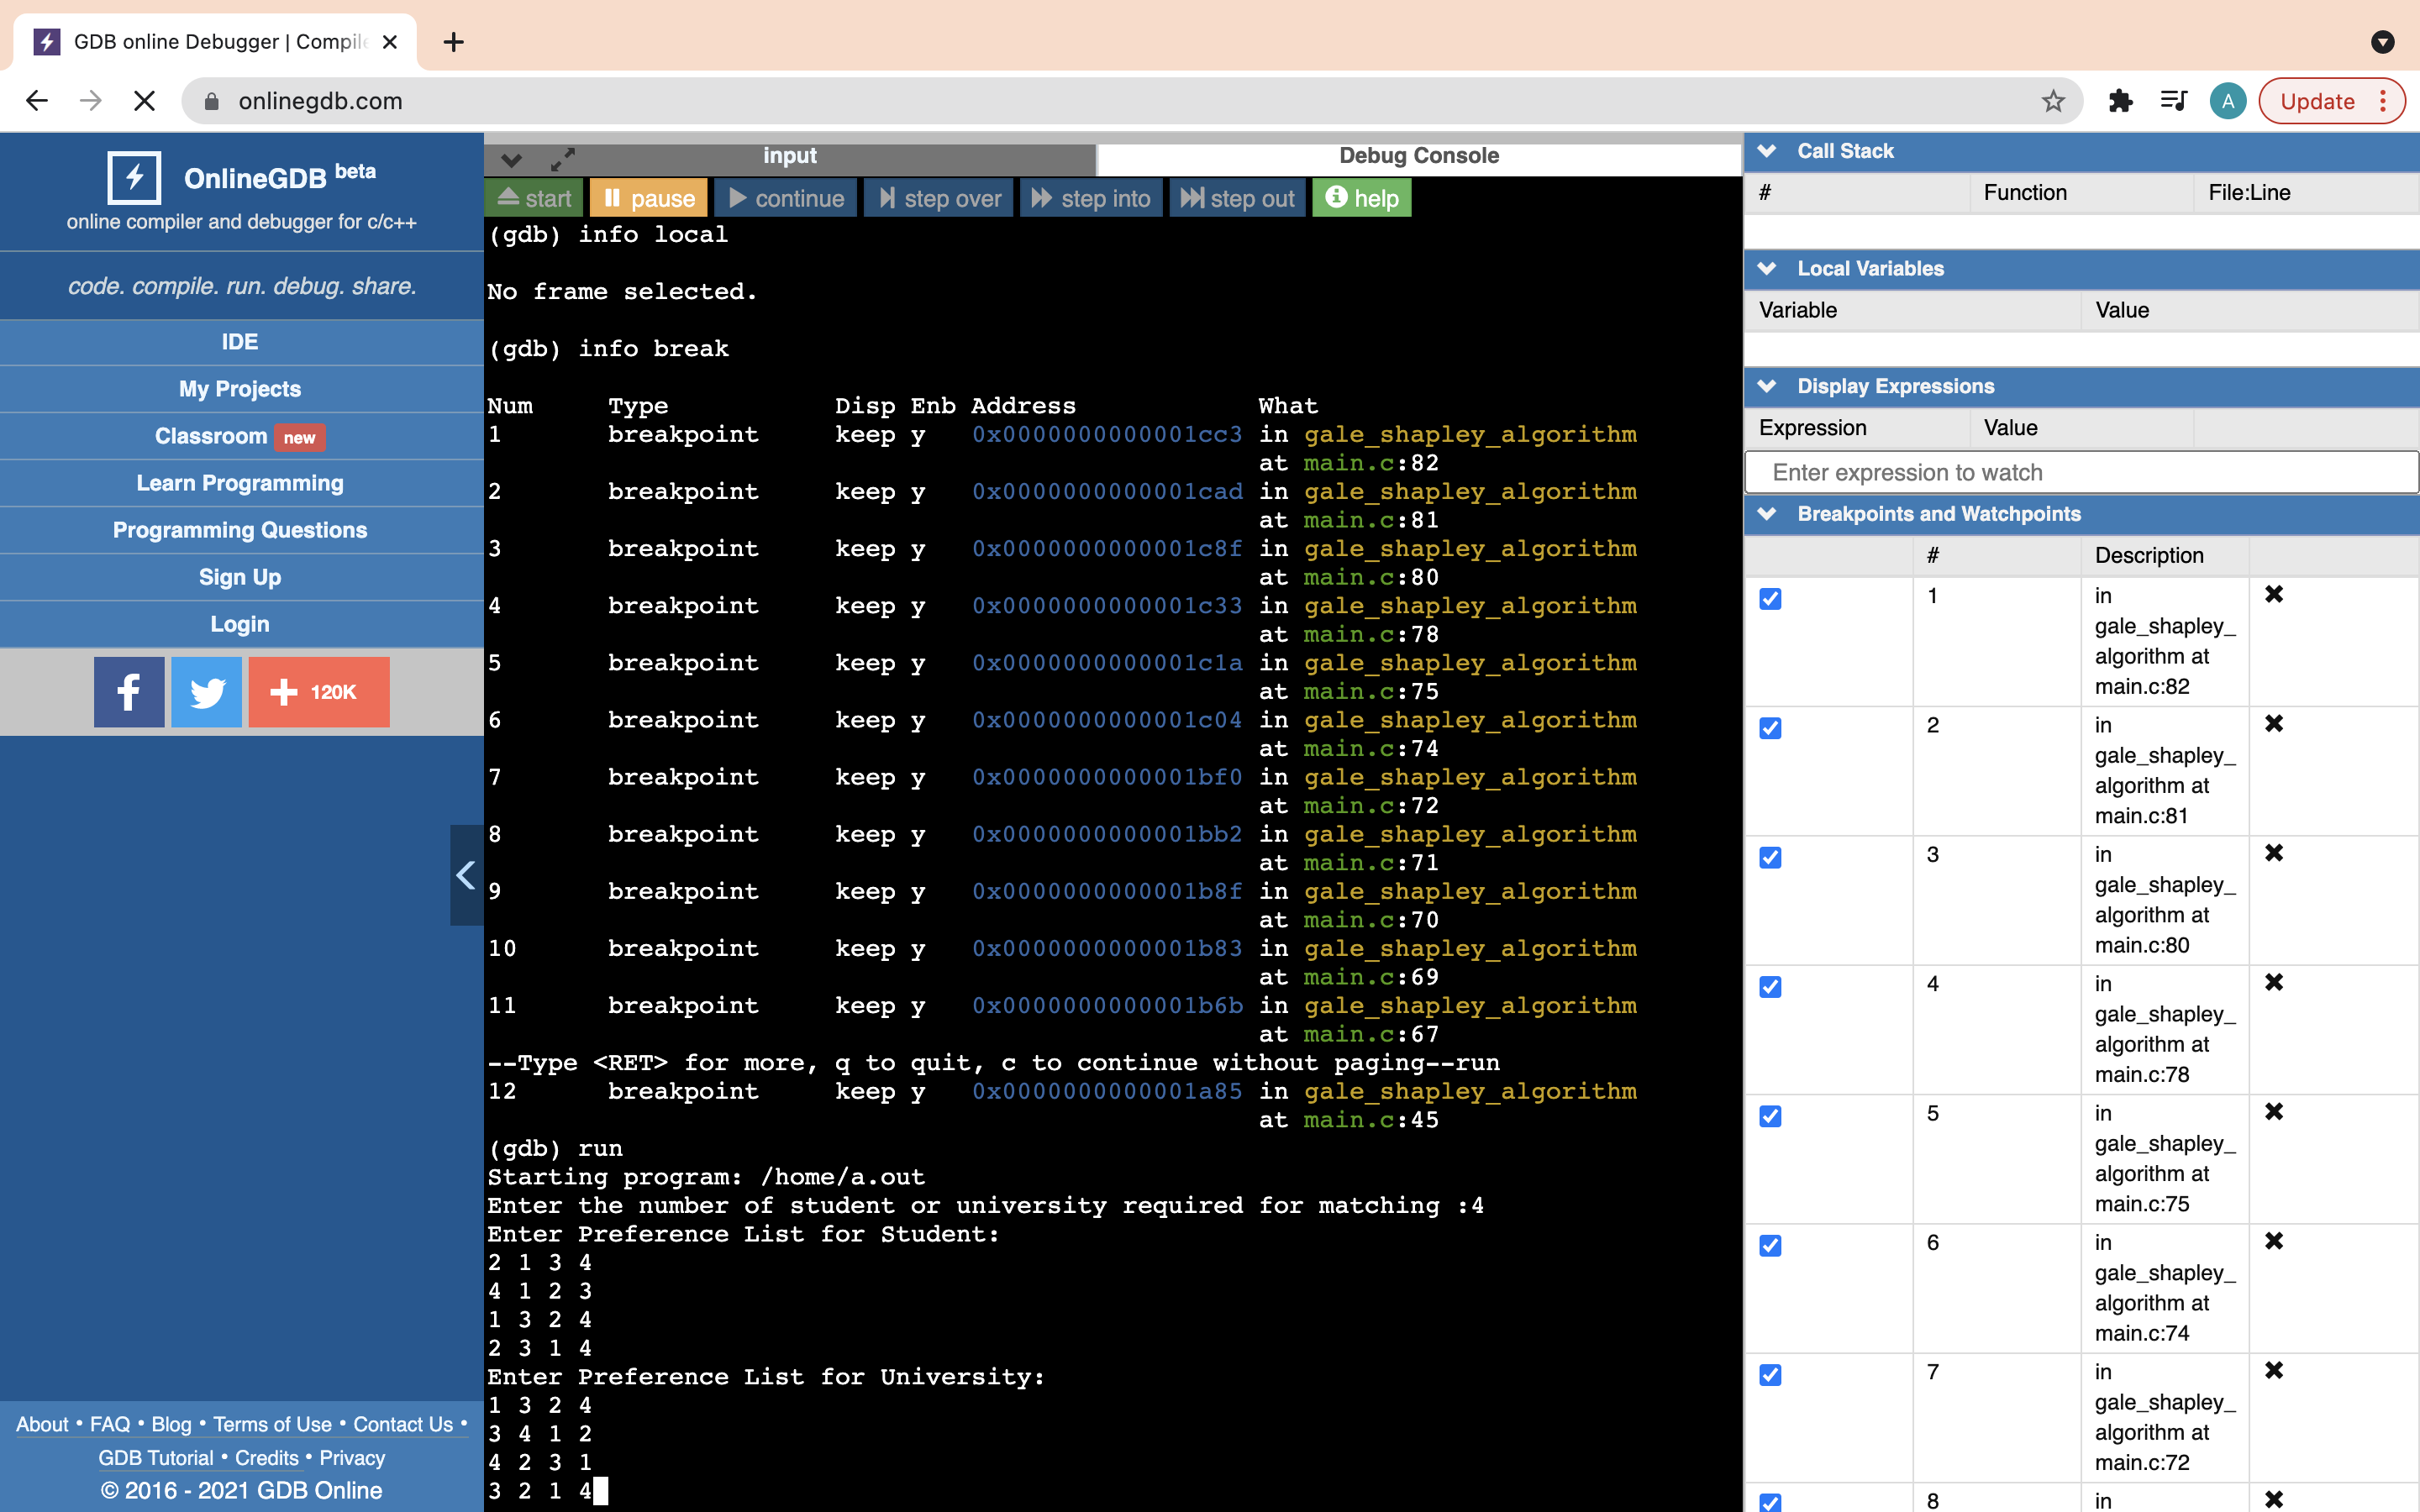 GDB online Debugger | Compile
onlinegdb.com
A
Update
OnlineGDB beta
online compiler and debugger for c/c++
code. compile. run. debug. share.
IDE
My Projects
Classroom new
Learn Programming
Programming Questions
Sign Up
Login
f
120K
About • FAQ • Blog • Terms of Use • Contact Us •
GDB Tutorial • Credits • Privacy
© 2016 - 2021 GDB Online
input
Debug Console
start pause continue step over step into step out help
(gdb) info local
No frame selected.
(gdb) info break
Num Type Disp Enb Address What
1 breakpoint keep y 0x0000000000001cc3 in gale_shapley_algorithm
at main.c:82
2 breakpoint keep y 0x0000000000001cad in gale_shapley_algorithm
at main.c:81
3 breakpoint keep y 0x0000000000001c8f in gale_shapley_algorithm
at main.c:80
4 breakpoint keep y 0x0000000000001c33 in gale_shapley_algorithm
at main.c:78
5 breakpoint keep y 0x0000000000001c1a in gale_shapley_algorithm
at main.c:75
6 breakpoint keep y 0x0000000000001c04 in gale_shapley_algorithm
at main.c:74
7 breakpoint keep y 0x0000000000001bf0 in gale_shapley_algorithm
at main.c:72
8 breakpoint keep y 0x0000000000001bb2 in gale_shapley_algorithm
at main.c:71
9 breakpoint keep y 0x0000000000001b8f in gale_shapley_algorithm
at main.c:70
10 breakpoint keep y 0x0000000000001b83 in gale_shapley_algorithm
at main.c:69
11 breakpoint keep y 0x0000000000001b6b in gale_shapley_algorithm
at main.c:67
--Type <RET> for more, q to quit, c to continue without paging--run
12 breakpoint keep y 0x0000000000001a85 in gale_shapley_algorithm
at main.c:45
(gdb) run
Starting program: /home/a.out
Enter the number of student or university required for matching :4
Enter Preference List for Student:
2 1 3 4
4 1 2 3
1 3 2 4
2 3 1 4
Enter Preference List for University:
1 3 2 4
3 4 1 2
4 2 3 1
3 2 1 4
Call Stack
# Function File:Line
Local Variables
Variable Value
Display Expressions
Expression Value
Enter expression to watch
Breakpoints and Watchpoints
# Description
1 in
gale_shapley_
algorithm at
main.c:82
2 in
gale_shapley_
algorithm at
main.c:81
3 in
gale_shapley_
algorithm at
main.c:80
4 in
gale_shapley_
algorithm at
main.c:78
5 in
gale_shapley_
algorithm at
main.c:75
6 in
gale_shapley_
algorithm at
main.c:74
7 in
gale_shapley_
algorithm at
main.c:72
8 in